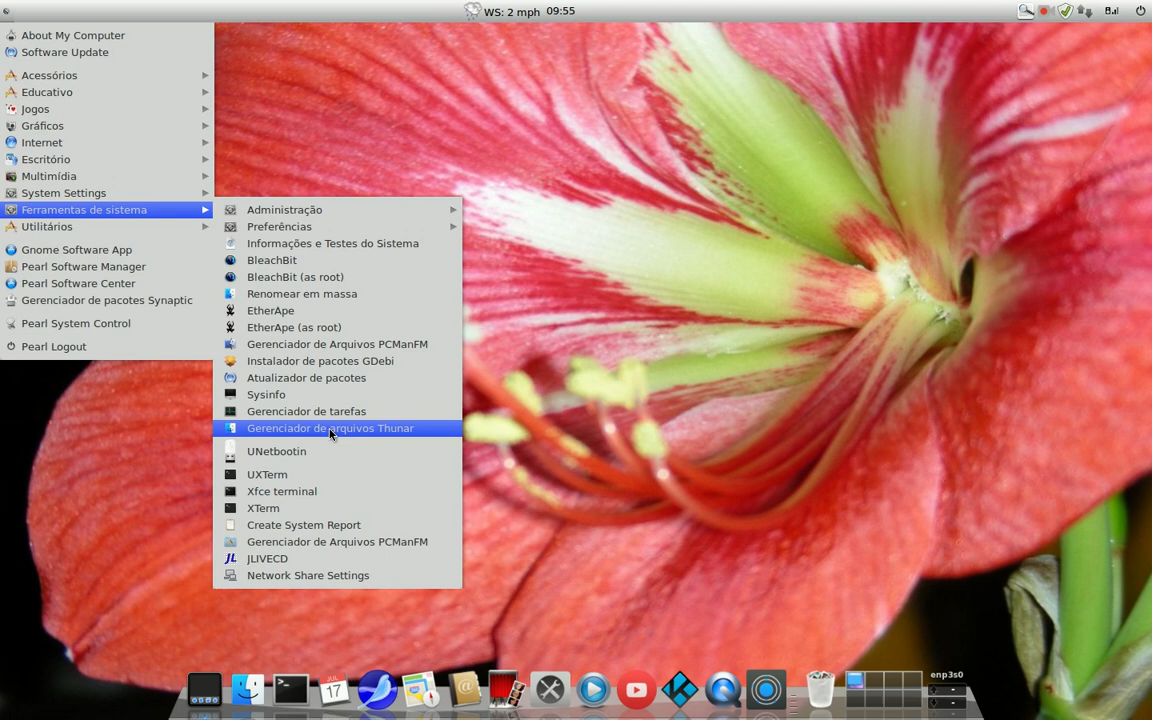 WS: 2 mph 09:55
About My Computer
Software Update
Acessórios
Educativo
Jogos
Gráficos
Internet
Escritório
Multimídia
System Settings
Ferramentas de sistema
Utilitários
Gnome Software App
Pearl Software Manager
Pearl Software Center
Gerenciador de pacotes Synaptic
Pearl System Control
Pearl Logout
Administração
Preferências
Informações e Testes do Sistema
BleachBit
BleachBit (as root)
Renomear em massa
EtherApe
EtherApe (as root)
Gerenciador de Arquivos PCManFM
Instalador de pacotes GDebi
Atualizador de pacotes
Sysinfo
Gerenciador de tarefas
Gerenciador de arquivos Thunar
UNetbootin
UXTerm
Xfce terminal
XTerm
Create System Report
Gerenciador de Arquivos PCManFM
JL JLIVECD
Network Share Settings
>_
JUL
17
@
enp3s0
-
-